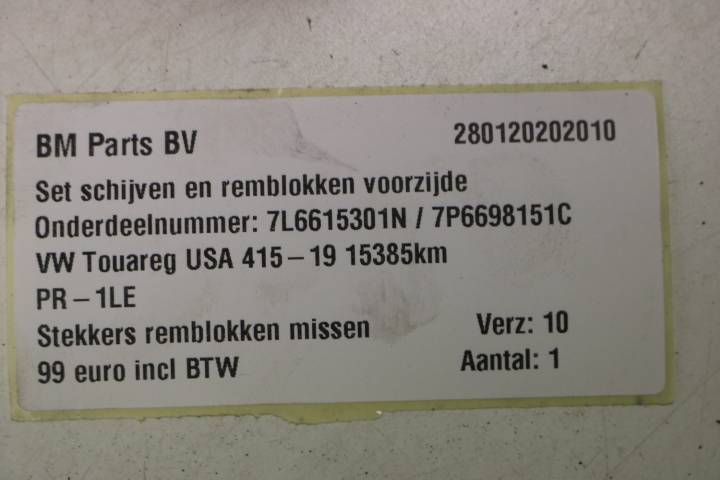 BM Parts BV 280120202010
Set schijven en remblokken voorzijde
Onderdeelnummer: 7L6615301N / 7P6698151C
VW Touareg USA 415-19 15385km
PR-1LE
Stekkers remblokken missen Verz: 10
99 euro incl BTW Aantal: 1